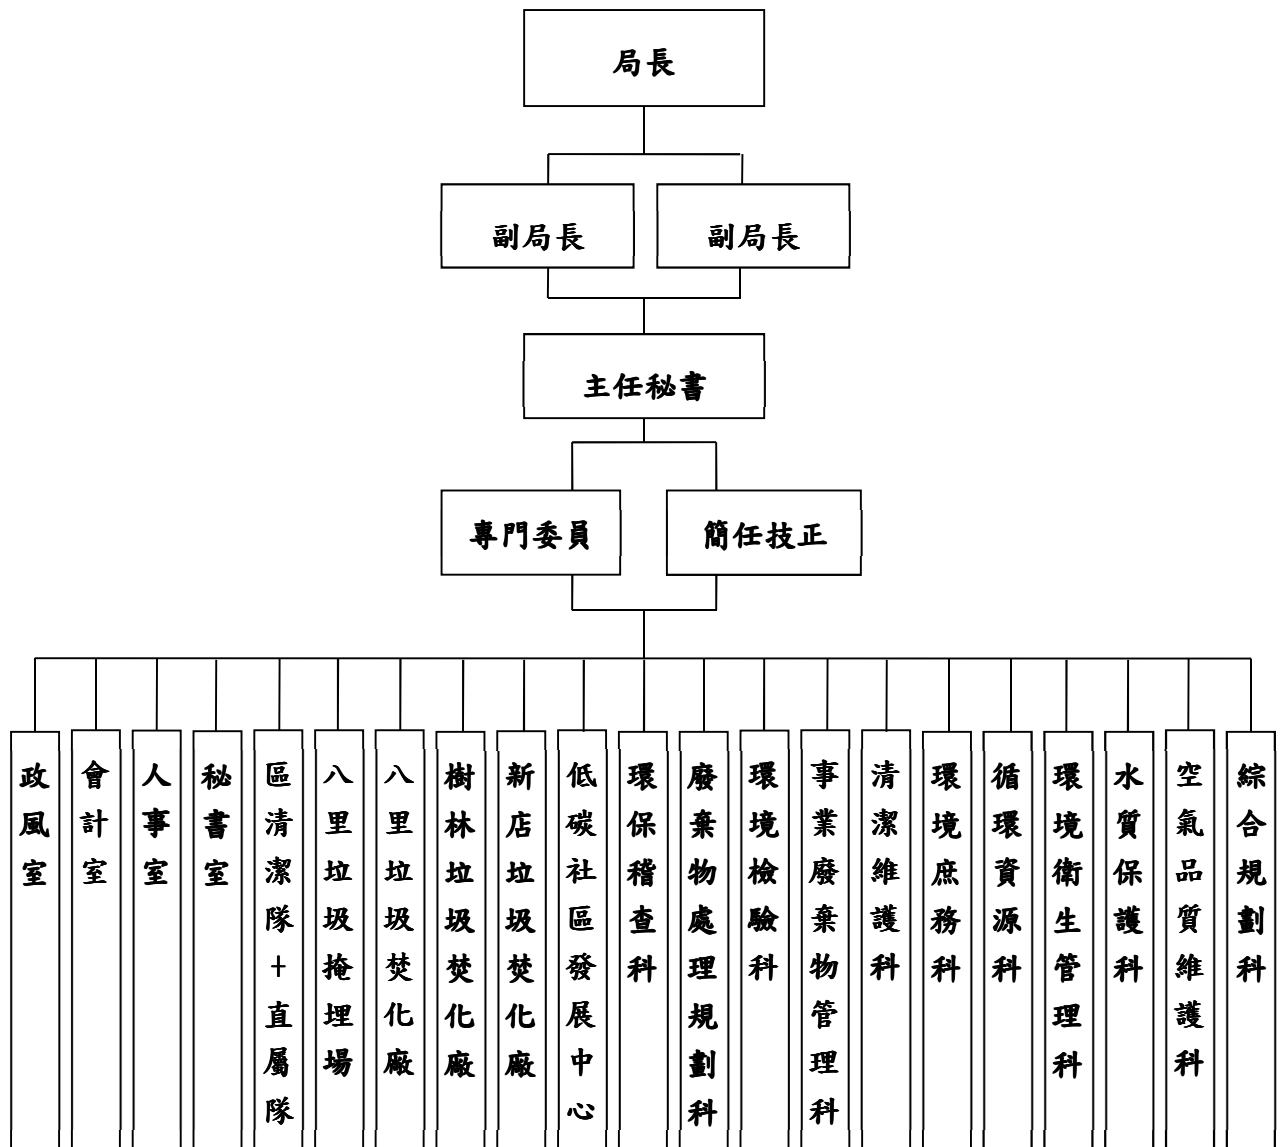 局長
副局長
副局長
主任秘書
專門委員
簡任技正
政風室
會計室
人事室
秘書室
區清潔隊+直屬隊
八里垃圾掩埋場
八里垃圾焚化廠
樹林垃圾焚化廠
新店垃圾焚化廠
低碳社區發展中心
環保稽查科
廢棄物處理規劃科
環境檢驗科
事業廢棄物管理科
清潔維護科
環境庶務科
循環資源科
環境衛生管理科
水質保護科
空氣品質維護科
綜合規劃科